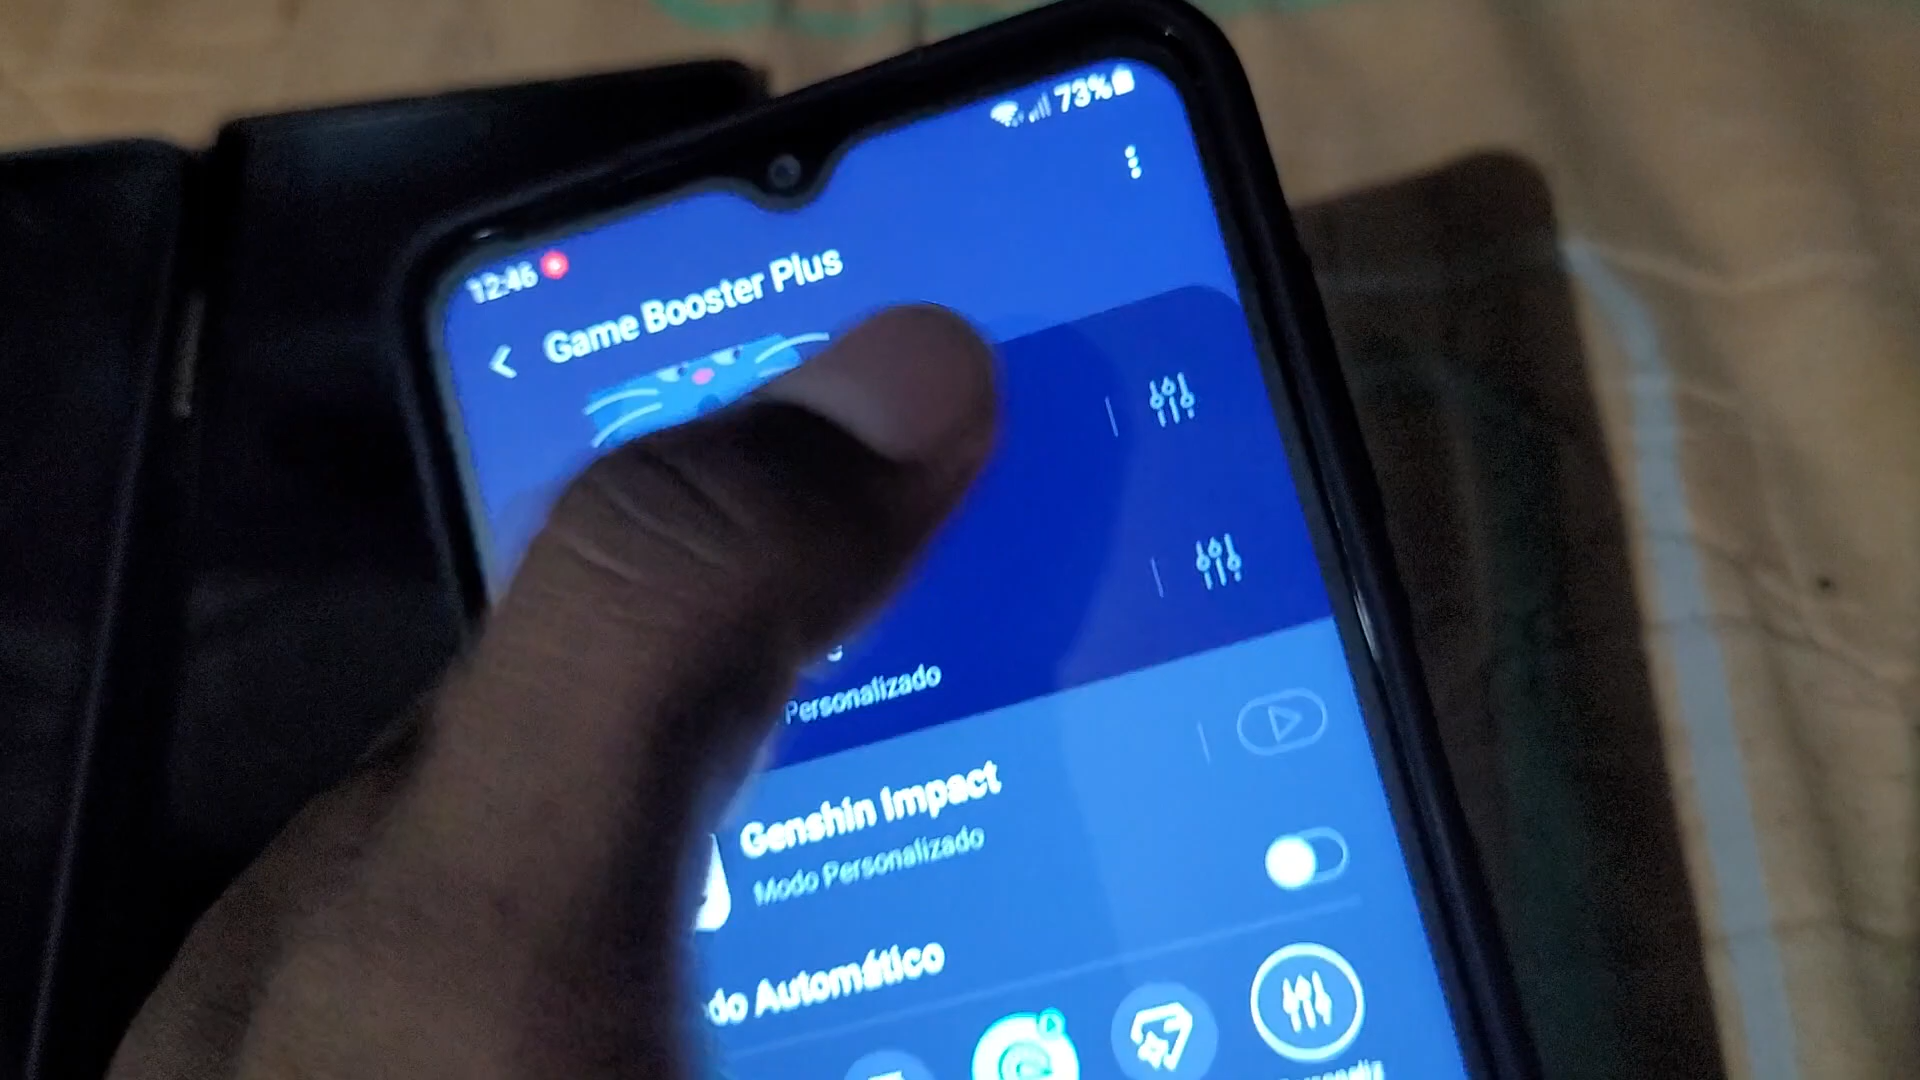 73%
12:46
Game Booster Plus
Personalizado
Genshin Impact
Modo Personalizado
do Automático